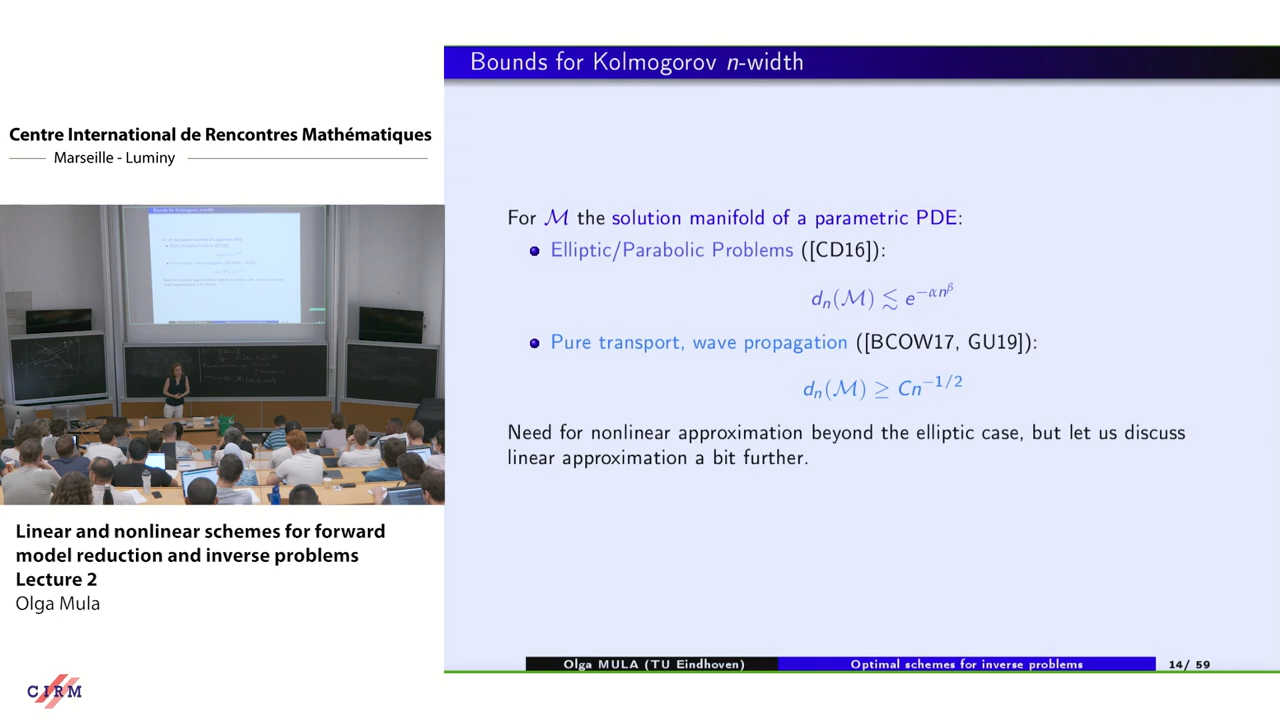 Centre International de Rencontres Mathématiques
Marseille - Luminy
Linear and nonlinear schemes for forward
model reduction and inverse problems
Lecture 2
Olga Mula
CIRM
Bounds for Kolmogorov n-width
For ℳ the solution manifold of a parametric PDE:
Elliptic/Parabolic Problems ([CD16]):
dₙ(ℳ) ≲ e^{−αn^β}
Pure transport, wave propagation ([BCOW17, GU19]):
dₙ(ℳ) ≥ Cn^{−1/2}
Need for nonlinear approximation beyond the elliptic case, but let us discuss
linear approximation a bit further.
Olga MULA (TU Eindhoven)
Optimal schemes for inverse problems
14/ 59